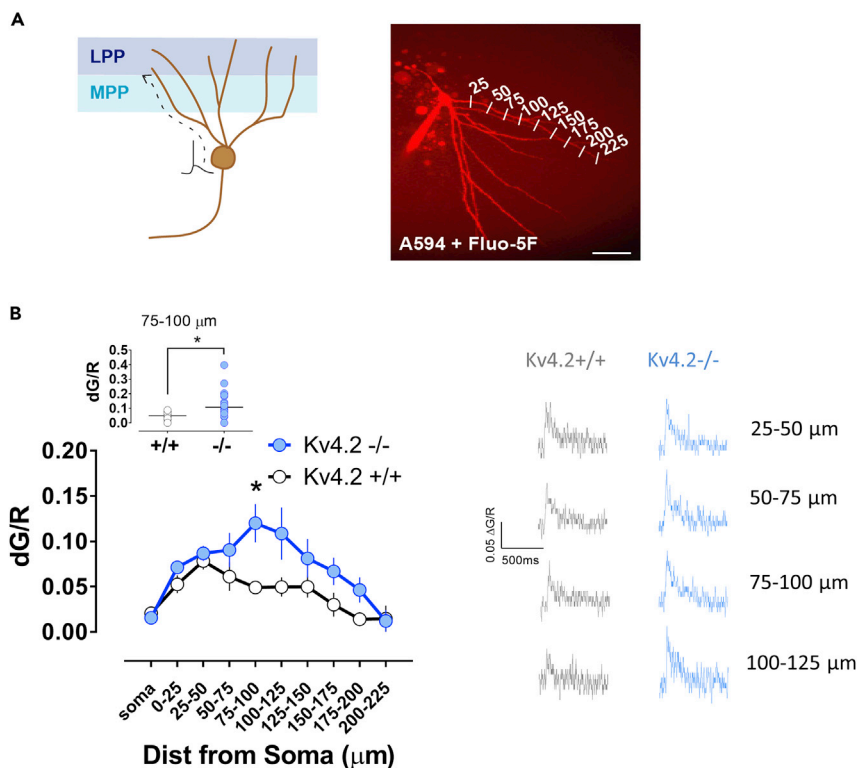 A
LPP
MPP
25
50
75
100
125
150
175
200
225
A594 + Fluo-5F
B
75-100 μm
*
dG/R
0.5
0.4
0.3
0.2
0.1
0.0
+/+
-/-
Kv4.2 -/-
Kv4.2 +/+
*
dG/R
0.20
0.15
0.10
0.05
0.00
soma
0-25
25-50
50-75
75-100
100-125
125-150
150-175
175-200
200-225
Dist from Soma (μm)
Kv4.2+/+
Kv4.2-/-
25-50 μm
50-75 μm
75-100 μm
100-125 μm
0.05 ΔG/R
500ms